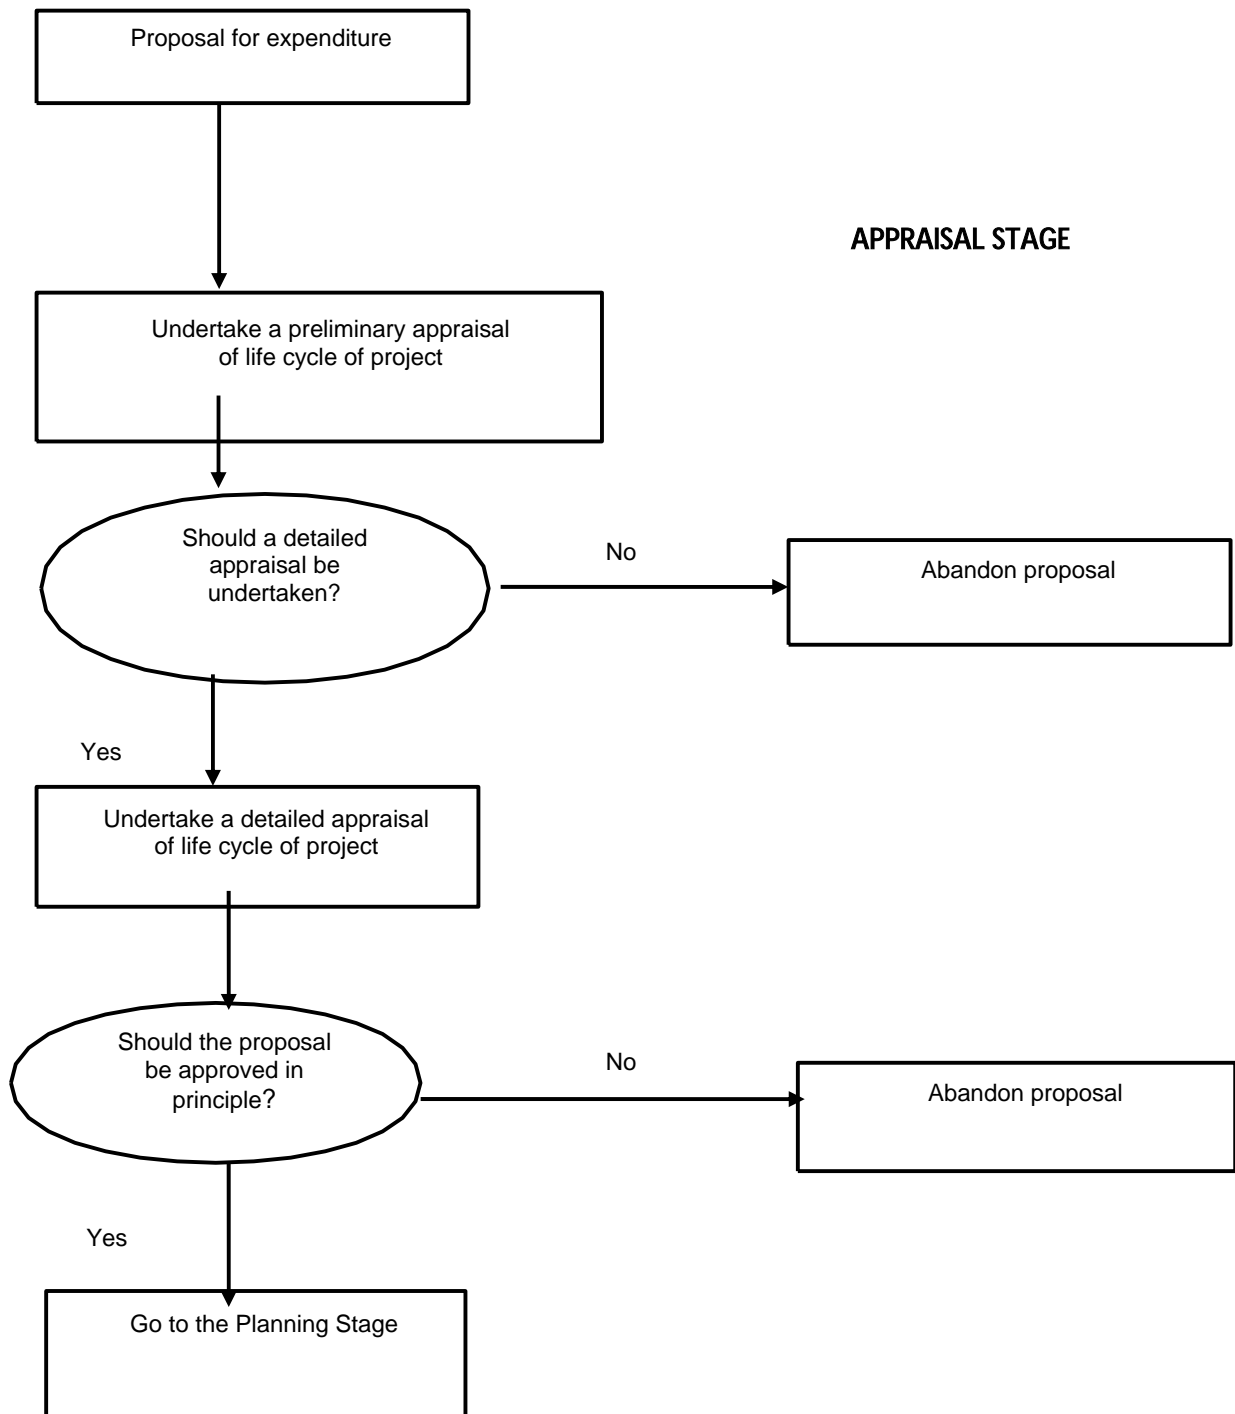 Proposal for expenditure
APPRAISAL STAGE
Undertake a preliminary appraisal
of life cycle of project
Should a detailed
appraisal be
undertaken?
No
Abandon proposal
Yes
Undertake a detailed appraisal
of life cycle of project
Should the proposal
be approved in
principle?
No
Abandon proposal
Yes
Go to the Planning Stage